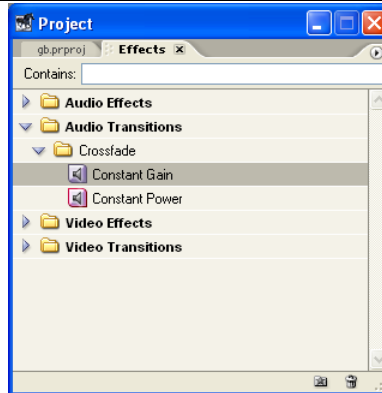 Project
gb.prproj Effects
Contains:
Audio Effects
Audio Transitions
Crossfade
Constant Gain
Constant Power
Video Effects
Video Transitions